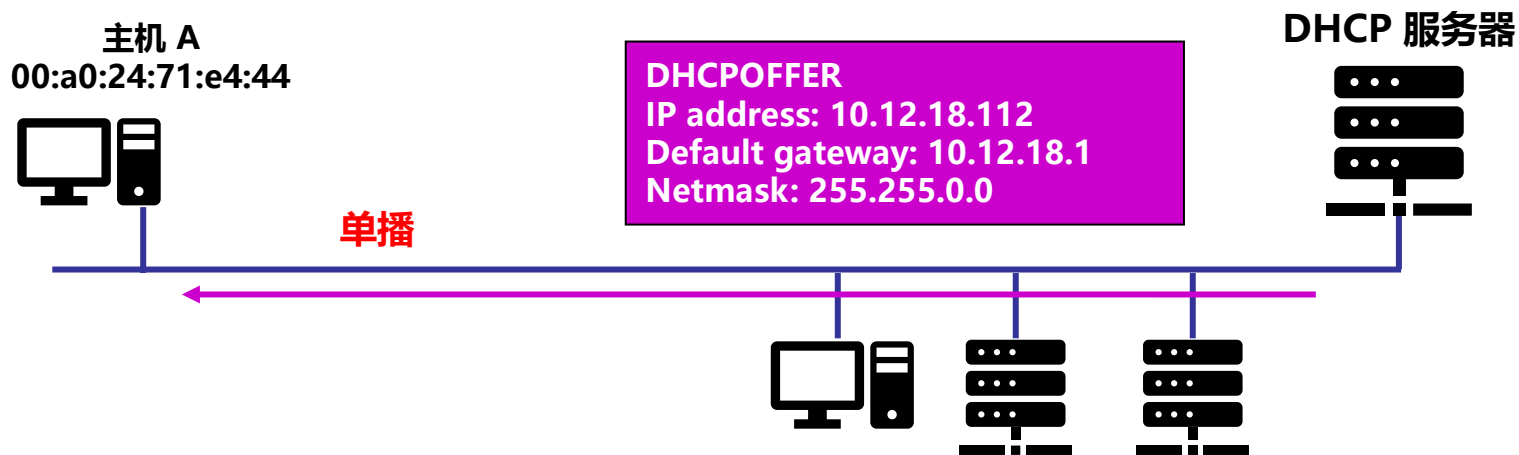 主机 A
00:a0:24:71:e4:44
DHCP 服务器
DHCPOFFER
IP address: 10.12.18.112
Default gateway: 10.12.18.1
Netmask: 255.255.0.0
单播